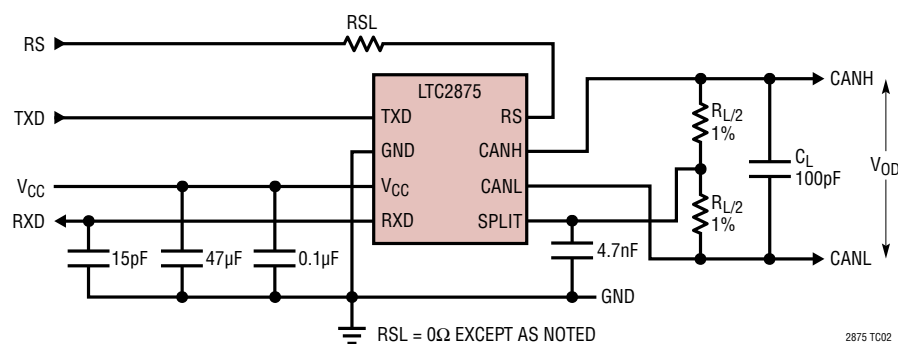 RSL
RS
LTC2875
TXD
TXD
RS
GND
CANH
VCC
VCC
CANL
RXD
RXD
SPLIT
15pF
47µF
0.1µF
4.7nF
RL/2
1%
RL/2
1%
CL
100pF
CANH
VOD
CANL
GND
RSL = 0Ω EXCEPT AS NOTED
2875 TC02